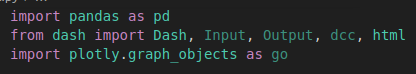 import pandas as pd
from dash import Dash, Input, Output, dcc, html
import plotly.graph_objects as go